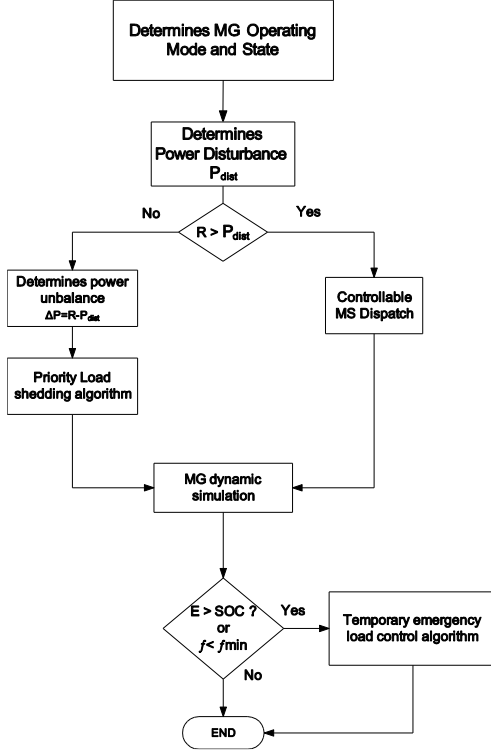 Determines MG Operating
Mode and State
Determines
Power Disturbance
Pdist
No
Yes
R > Pdist
Determines power
unbalance
ΔP=R-Pdist
Controllable
MS Dispatch
Priority Load
shedding algorithm
MG dynamic
simulation
E > SOC ?
or
ƒ< ƒmin
Yes
Temporary emergency
load control algorithm
No
END